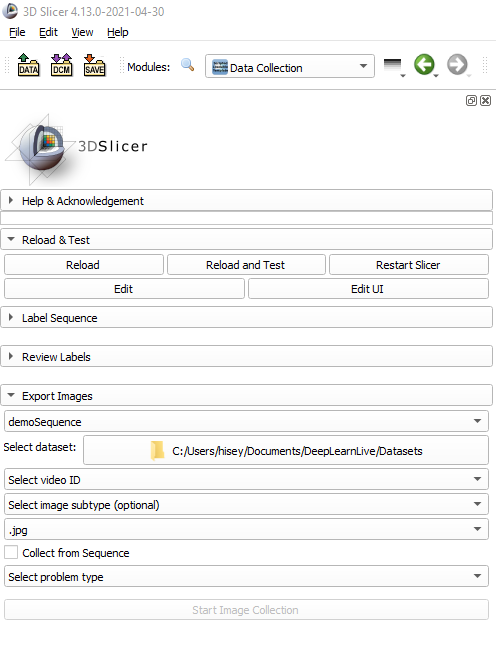 3D Slicer 4.13.0-2021-04-30
File Edit View Help
DATA DCM SAVE Modules: Data Collection
3DSlicer
Help & Acknowledgement
Reload & Test
Reload Reload and Test Restart Slicer
Edit Edit UI
Label Sequence
Review Labels
Export Images
demoSequence
Select dataset: C:/Users/hisey/Documents/DeepLearnLive/Datasets
Select video ID
Select image subtype (optional)
.jpg
Collect from Sequence
Select problem type
Start Image Collection